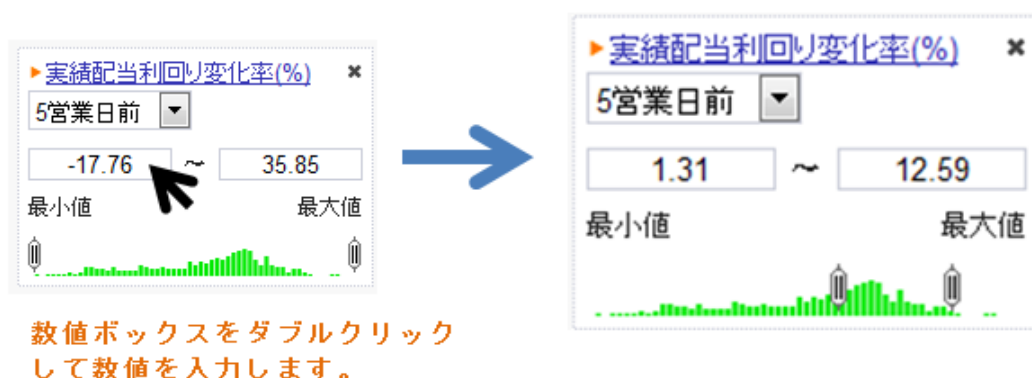 ▶実績配当利回り変化率(%) ×
5営業日前
-17.76 ~ 35.85
最小値 最大値
数値ボックスをダブルクリック
して数値を入力します。
▶実績配当利回り変化率(%) ×
5営業日前
1.31 ~ 12.59
最小値 最大値